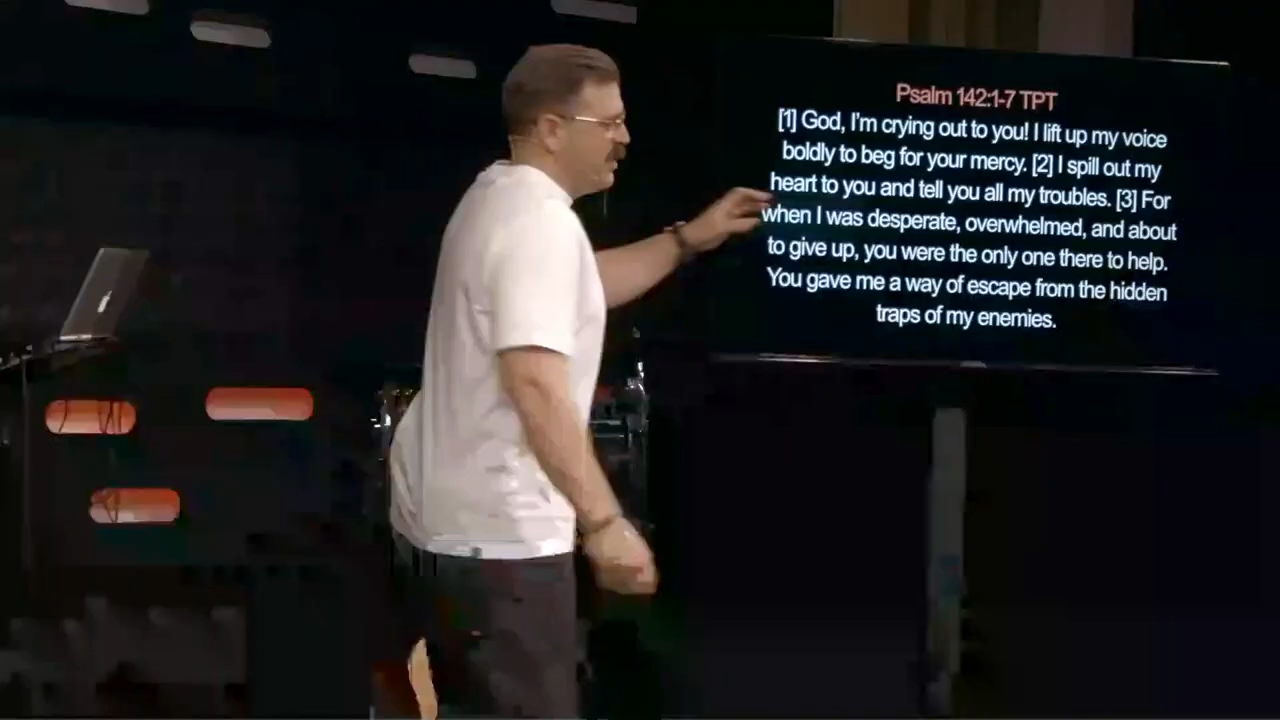 Psalm 142:1-7 TPT
[1] God, I'm crying out to you! I lift up my voice
boldly to beg for your mercy. [2] I spill out my
heart to you and tell you all my troubles. [3] For
when I was desperate, overwhelmed, and about
to give up, you were the only one there to help.
You gave me a way of escape from the hidden
traps of my enemies.